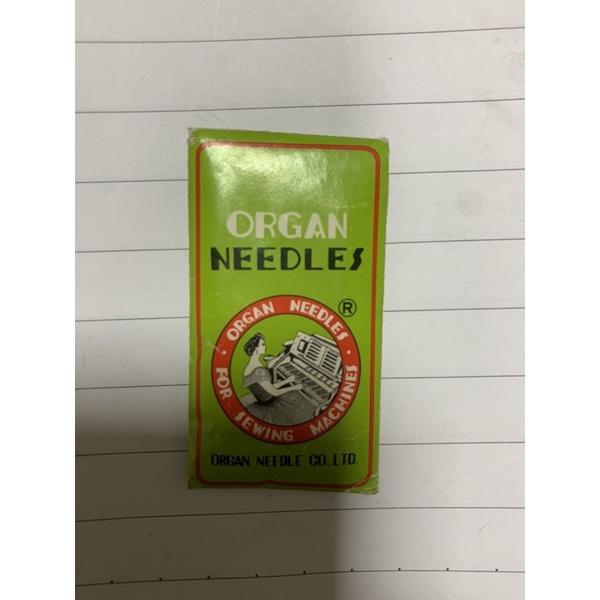 ORGAN
NEEDLES
®
· ORGAN NEEDLES ·
FOR SEWING MACHINES
ORGAN NEEDLE CO.,LTD.